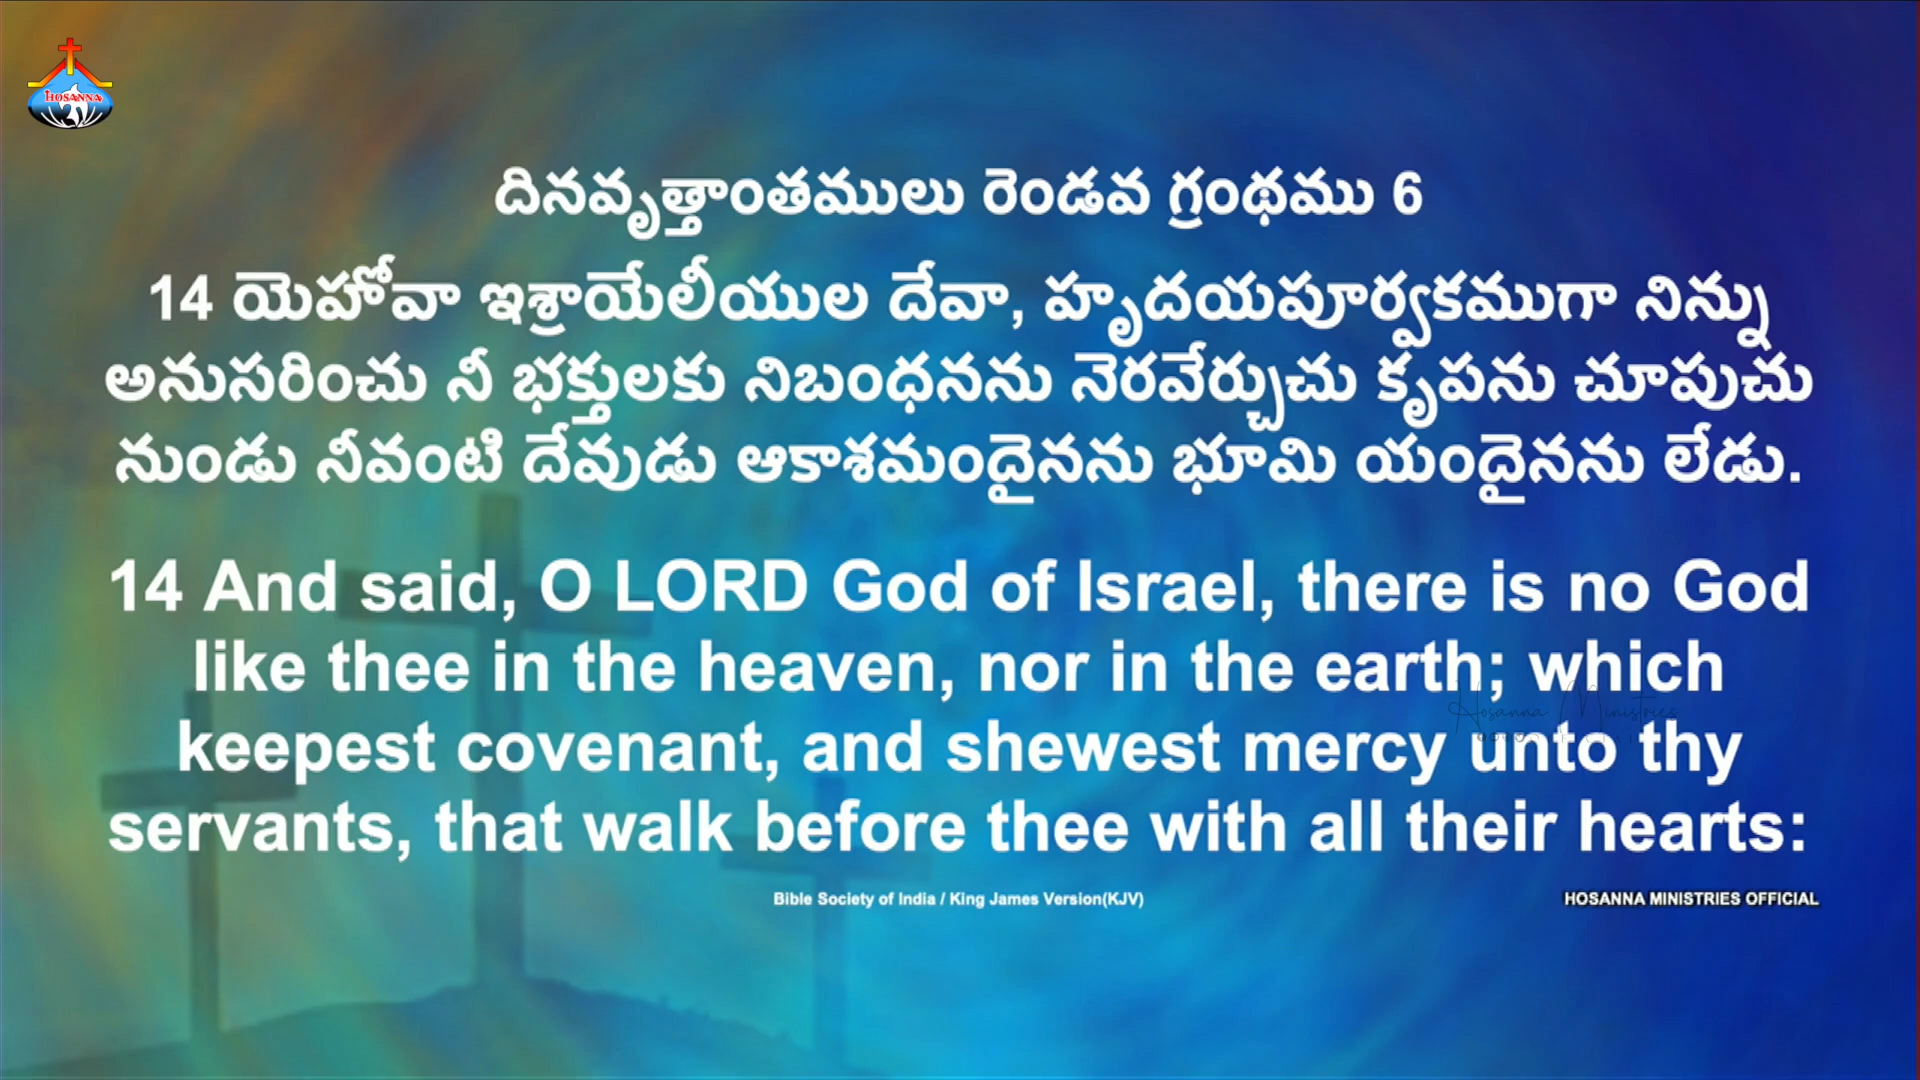 HOSANNA
దినవృత్తాంతములు రెండవ గ్రంథము 6
14 యెహోవా ఇశ్రాయేలీయుల దేవా, హృదయపూర్వకముగా నిన్ను
అనుసరించు నీ భక్తులకు నిబంధనను నెరవేర్చుచు కృపను చూపుచు
నుండు నీవంటి దేవుడు ఆకాశమందైనను భూమి యందైనను లేడు.
14 And said, O LORD God of Israel, there is no God
like thee in the heaven, nor in the earth; which
keepest covenant, and shewest mercy unto thy
servants, that walk before thee with all their hearts:
Hosanna Ministries
Bible Society of India / King James Version(KJV)
HOSANNA MINISTRIES OFFICIAL